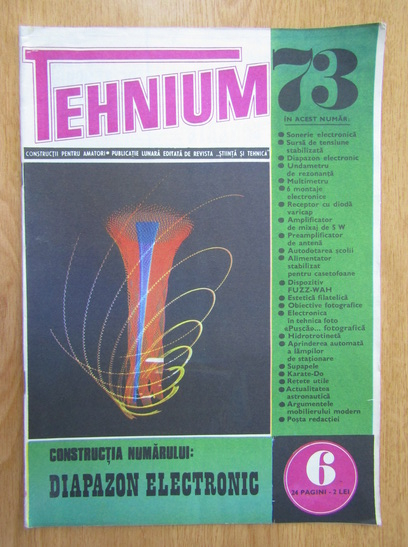 TEHNIUM
73
CONSTRUCȚII PENTRU AMATORI • PUBLICAȚIE LUNARĂ EDITATĂ DE REVISTA „ȘTIINȚĂ ȘI TEHNICĂ"
ÎN ACEST NUMĂR:
• Sonerie electronică
• Sursă de tensiune
stabilizată
• Diapazon electronic
• Undametru
de rezonanță
• Multimetru
• 6 montaje
electronice
• Receptor cu diodă
varicap
• Amplificator
de mixaj de 5 W
• Preamplificator
de antenă
• Autodotarea școlii
• Alimentator
stabilizat
pentru casetofoane
• Dispozitiv
FUZZ-WAH
• Estetică filatelică
• Obiective fotografice
• Electronica
în tehnica foto
• «Pușcă»... fotografică
• Hidrotrotinetă
• Aprinderea automată
a lămpilor
de staționare
• Supapele
• Karate-Do
• Rețete utile
• Actualitatea
astronautică
• Argumentele
mobilierului modern
• Poșta redacției
CONSTRUCȚIA NUMĂRULUI:
DIAPAZON ELECTRONIC
6
24 PAGINI - 2 LEI